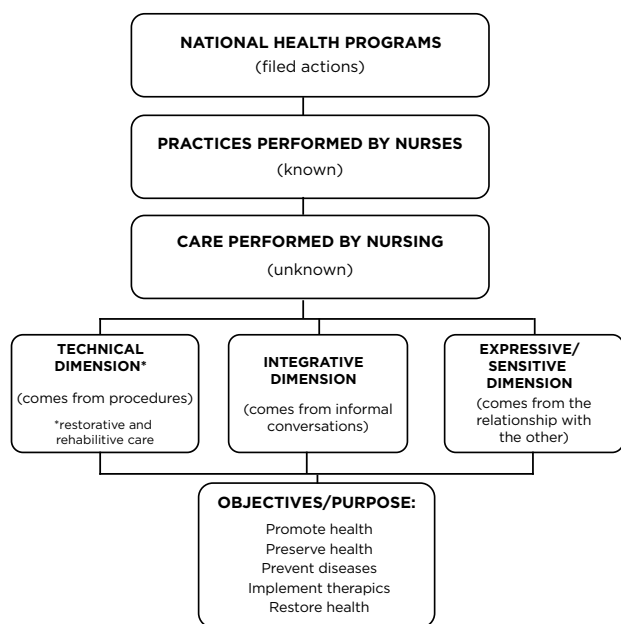 NATIONAL HEALTH PROGRAMS
(filed actions)
PRACTICES PERFORMED BY NURSES
(known)
CARE PERFORMED BY NURSING
(unknown)
TECHNICAL
DIMENSION*
(comes from procedures)
*restorative and
rehabilitive care
INTEGRATIVE
DIMENSION
(comes from informal
conversations)
EXPRESSIVE/
SENSITIVE
DIMENSION
(comes from the
relationship with
the other)
OBJECTIVES/PURPOSE:
Promote health
Preserve health
Prevent diseases
Implement therapics
Restore health